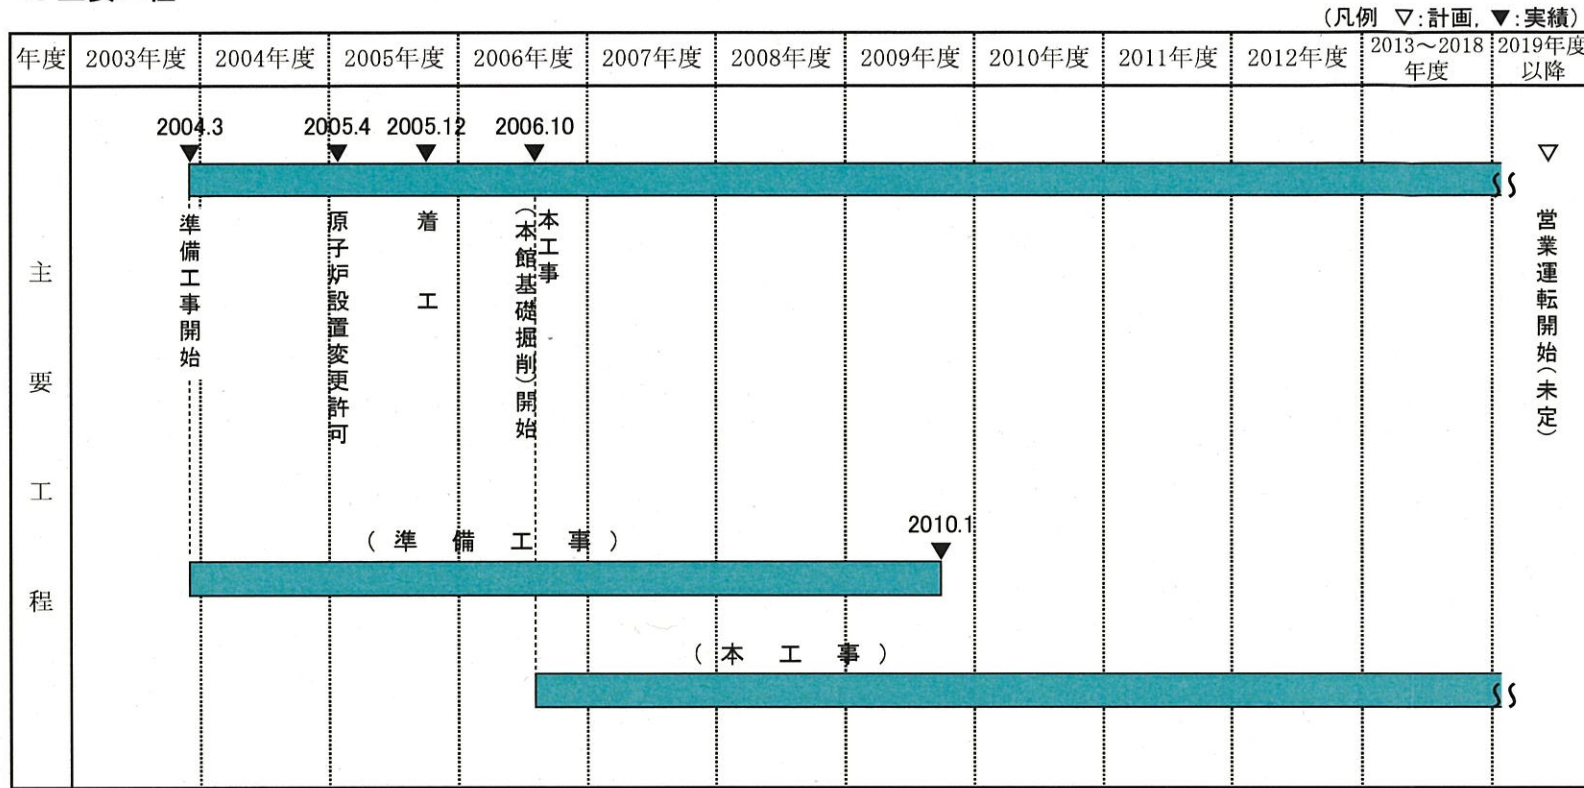 (凡例 ▽:計画, ▼:実績)
年度
2003年度
2004年度
2005年度
2006年度
2007年度
2008年度
2009年度
2010年度
2011年度
2012年度
2013～2018
年度
2019年度
以降
主要工程
2004.3
2005.4
2005.12
2006.10
準備工事開始
原子炉設置変更許可
着工
本工事
(本館基礎掘削)開始
営業運転開始(未定)
(準備工事)
2010.1
(本工事)